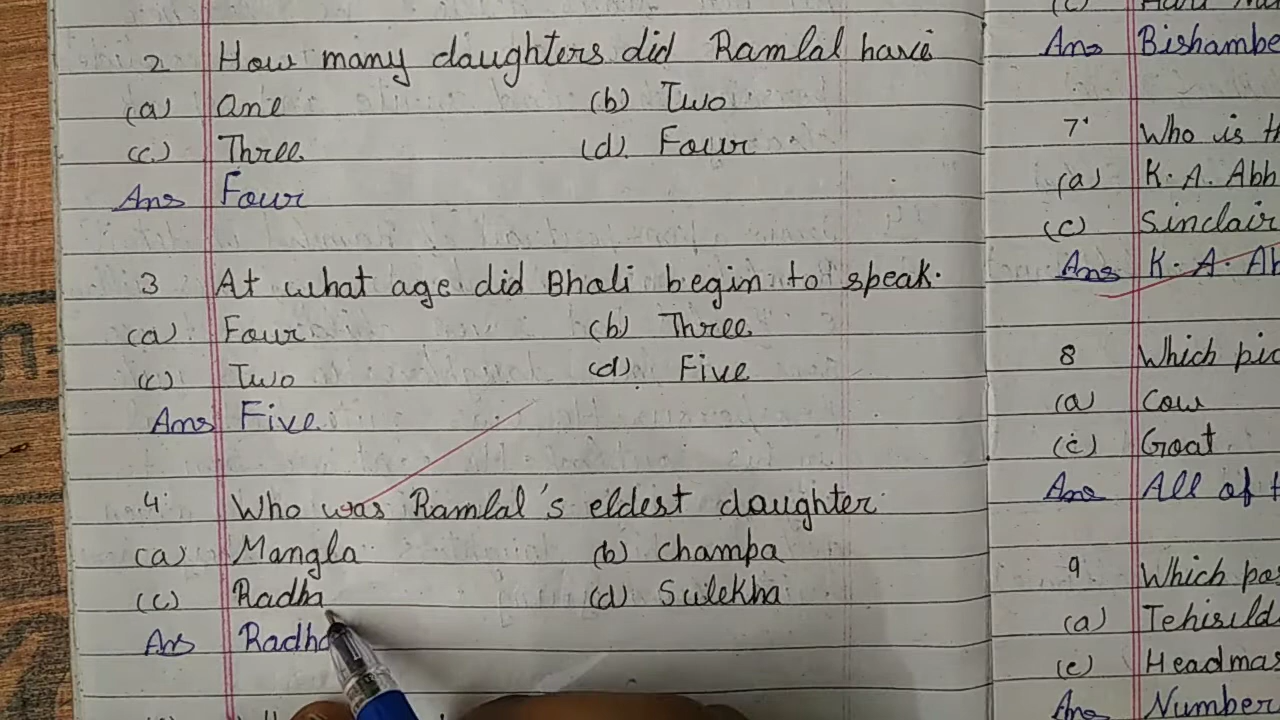 2 How many daughters did Ramlal have
(a) One (b) Two
(c) Three (d) Four
Ans Four
3 At what age did Bholi begin to speak.
(a) Four (b) Three
(c) Two (d) Five
Ans Five
4 Who was Ramlal's eldest daughter
(a) Mangla (b) Champa
(c) Radha (d) Sulekha
Ans Radha
Ans Bishambe
7 Who is th
(a) K. A. Abb
(c) Sinclair
Ans K. A. Ab
8 Which pic
(a) Cow
(c) Goat
Ans All of t
9 Which po
(a) Tehsild
(c) Headmas
Ans Number